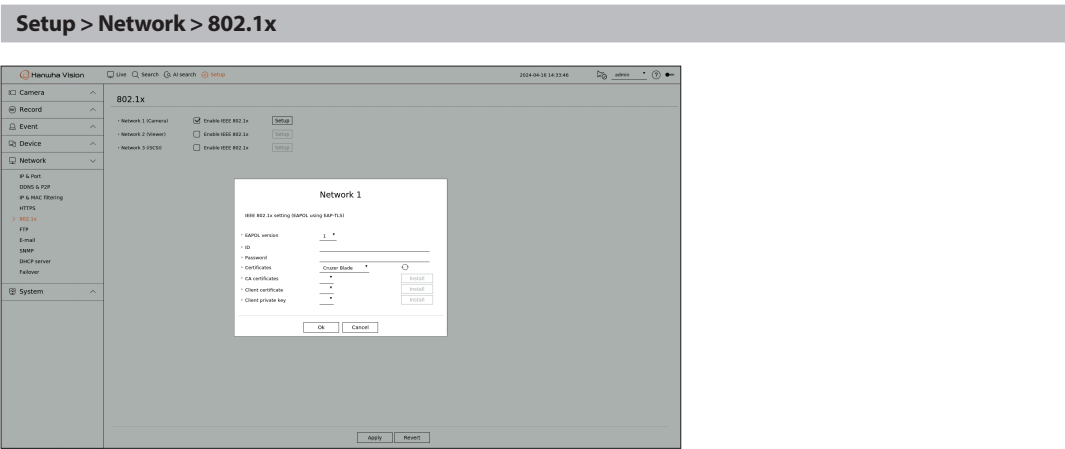 Setup > Network > 802.1x
Hanwha Vision
Live Search AI search Setup
2024-04-16 14:33:46
admin
Camera
Record
Event
Device
Network
IP & Port
DDNS & P2P
IP & MAC filtering
HTTPS
> 802.1x
FTP
E-mail
SNMP
DHCP server
Failover
System
802.1x
• Network 1 (Camera) Enable IEEE 802.1x Setup
• Network 2 (Viewer) Enable IEEE 802.1x Setup
• Network 3 (iSCSI) Enable IEEE 802.1x Setup
Network 1
IEEE 802.1x setting (EAPOL using EAP-TLS)
• EAPOL version 1
• ID
• Password
• Certificates Cruzer Blade
• CA certificates Install
• Client certificate Install
• Client private key Install
Ok Cancel
Apply Revert